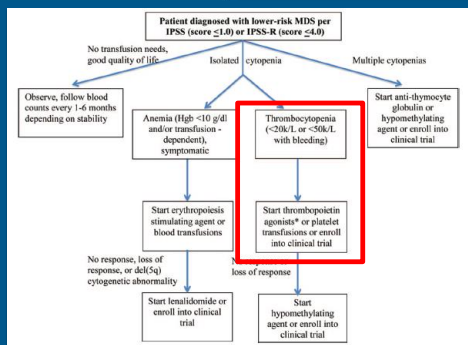 Patient diagnosed with lower-risk MDS per
IPSS (score ≤1.0) or IPSS-R (score ≤4.0)
No transfusion needs,
good quality of life
Isolated cytopenia
Multiple cytopenias
Observe, follow blood
counts every 1-6 months
depending on stability
Anemia (Hgb <10 g/dl
and/or transfusion -
dependent),
symptomatic
Thrombocytopenia
(<20k/L or <50k/L
with bleeding)
Start anti-thymocyte
globulin or
hypomethylating
agent or enroll into
clinical trial
Start erythropoiesis
stimulating agent or
blood transfusions
Start thrombopoietin
agonists* or platelet
transfusions or enroll
into clinical trial
No response, loss of
response, or del(5q)
cytogenetic abnormality
No response or
loss of response
Start lenalidomide or
enroll into clinical
trial
Start
hypomethylating
agent or enroll into
clinical trial